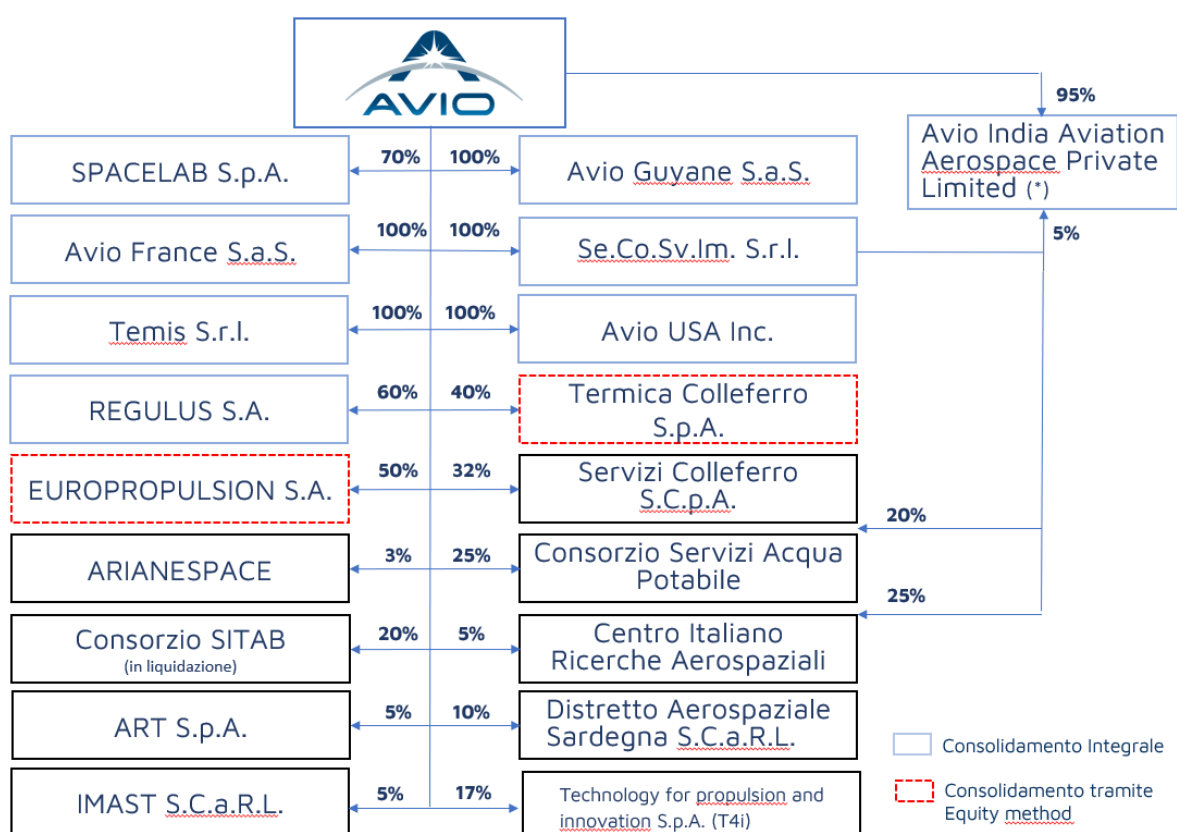 AVIO
95%
Avio India Aviation
Aerospace Private
Limited (*)
5%
SPACELAB S.p.A.
70%
100%
Avio Guyane S.a.S.
Avio France S.a.S.
100%
100%
Se.Co.Sv.Im. S.r.l.
Temis S.r.l.
100%
100%
Avio USA Inc.
REGULUS S.A.
60%
40%
Termica Colleferro
S.p.A.
EUROPROPULSION S.A.
50%
32%
Servizi Colleferro
S.C.p.A.
20%
ARIANESPACE
3%
25%
Consorzio Servizi Acqua
Potabile
25%
Consorzio SITAB
(in liquidazione)
20%
5%
Centro Italiano
Ricerche Aerospaziali
ART S.p.A.
5%
10%
Distretto Aerospaziale
Sardegna S.C.a.R.L.
IMAST S.C.a.R.L.
5%
17%
Technology for propulsion and
innovation S.p.A. (T4i)
Consolidamento Integrale
Consolidamento tramite
Equity method